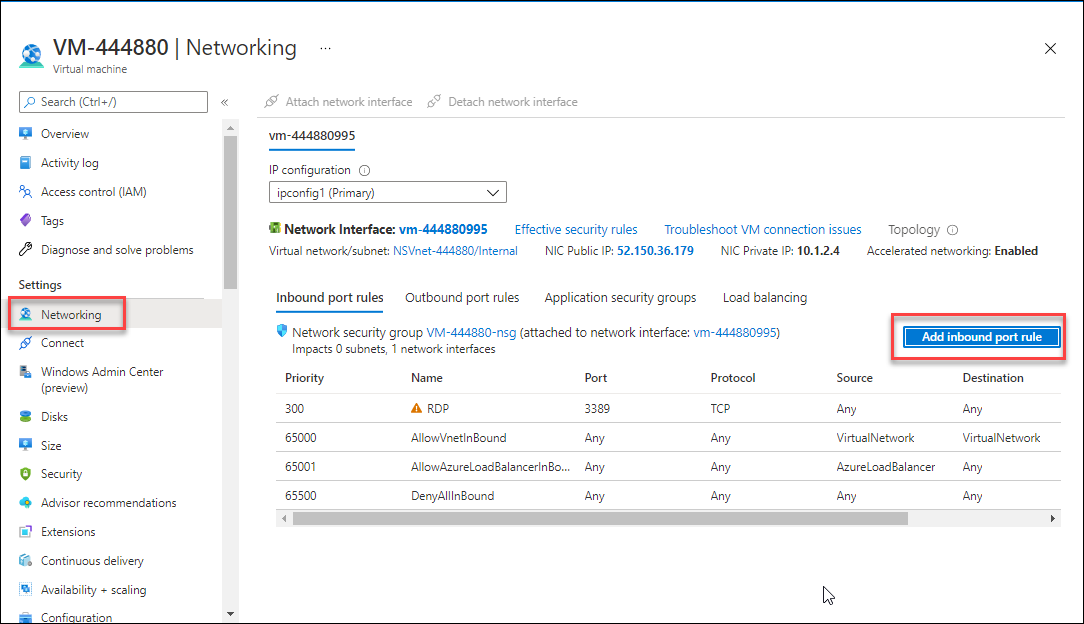 VM-444880 | Networking ...
Virtual machine
Search (Ctrl+/)
«
Overview
Activity log
Access control (IAM)
Tags
Diagnose and solve problems
Settings
Networking
Connect
Windows Admin Center
(preview)
Disks
Size
Security
Advisor recommendations
Extensions
Continuous delivery
Availability + scaling
Configuration
Attach network interface Detach network interface
vm-444880995
IP configuration
ipconfig1 (Primary)
Network Interface: vm-444880995 Effective security rules Troubleshoot VM connection issues Topology
Virtual network/subnet: NSVnet-444880/Internal NIC Public IP: 52.150.36.179 NIC Private IP: 10.1.2.4 Accelerated networking: Enabled
Inbound port rules Outbound port rules Application security groups Load balancing
Network security group VM-444880-nsg (attached to network interface: vm-444880995)
Impacts 0 subnets, 1 network interfaces
Add inbound port rule
Priority Name Port Protocol Source Destination
300 RDP 3389 TCP Any Any
65000 AllowVnetInBound Any Any VirtualNetwork VirtualNetwork
65001 AllowAzureLoadBalancerInBo... Any Any AzureLoadBalancer Any
65500 DenyAllInBound Any Any Any Any